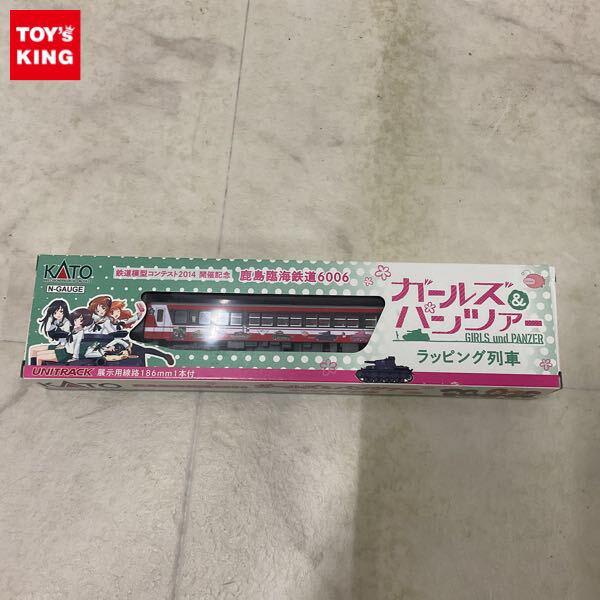 TOY'S
KING
KATO
N-GAUGE
鉄道模型コンテスト2014 開催記念
鹿島臨海鉄道6006
ガールズ&
パンツァー
GIRLS und PANZER
ラッピング列車
UNITRACK 展示用線路186mm1本付
KATO